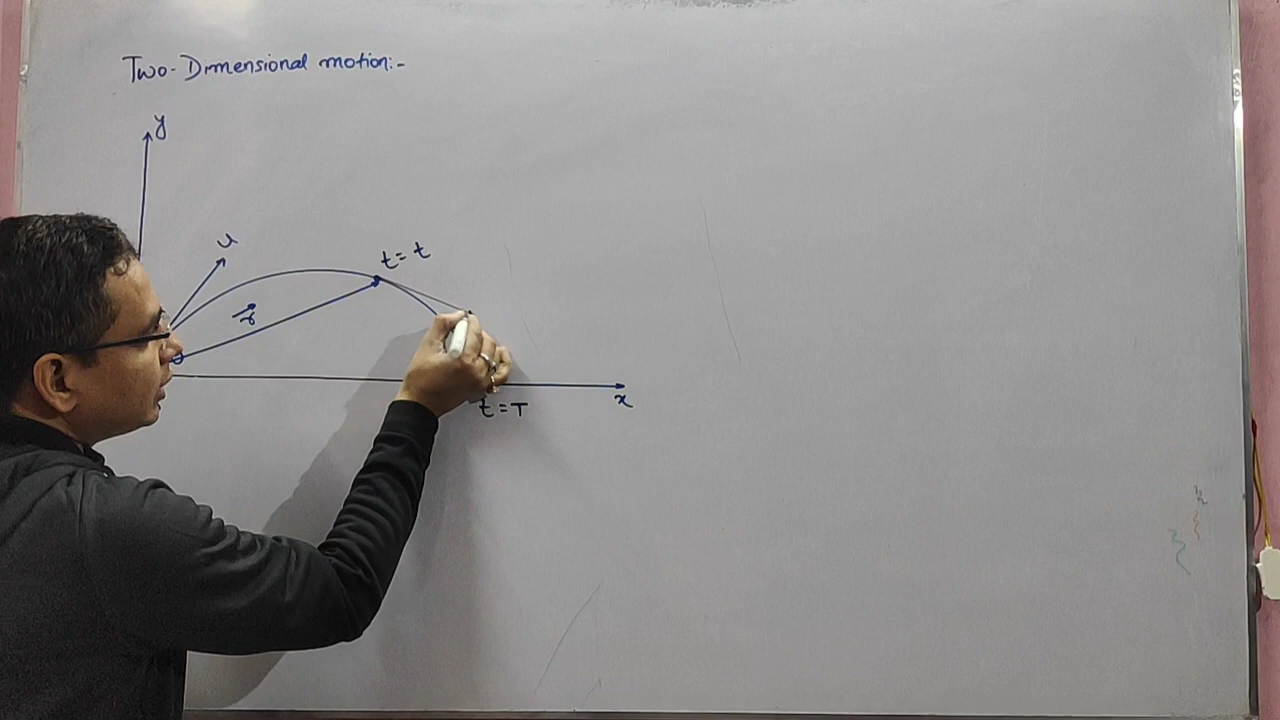 Two-Dimensional motion:-
y
u
t = t
r
t = T
x